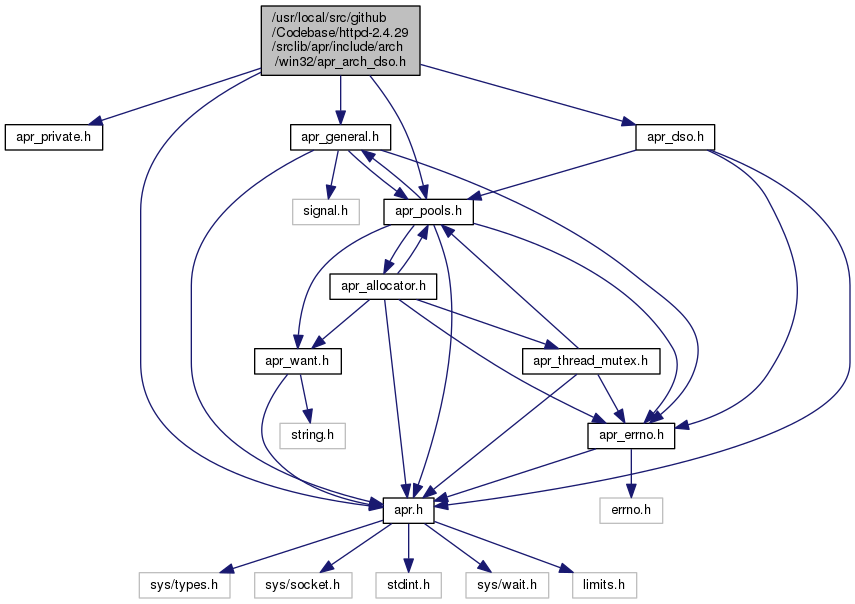 /usr/local/src/github
/Codebase/httpd-2.4.29
/srclib/apr/include/arch
/win32/apr_arch_dso.h
apr_private.h
apr_general.h
apr_dso.h
signal.h
apr_pools.h
apr_allocator.h
apr_want.h
apr_thread_mutex.h
string.h
apr_errno.h
apr.h
errno.h
sys/types.h
sys/socket.h
stdint.h
sys/wait.h
limits.h